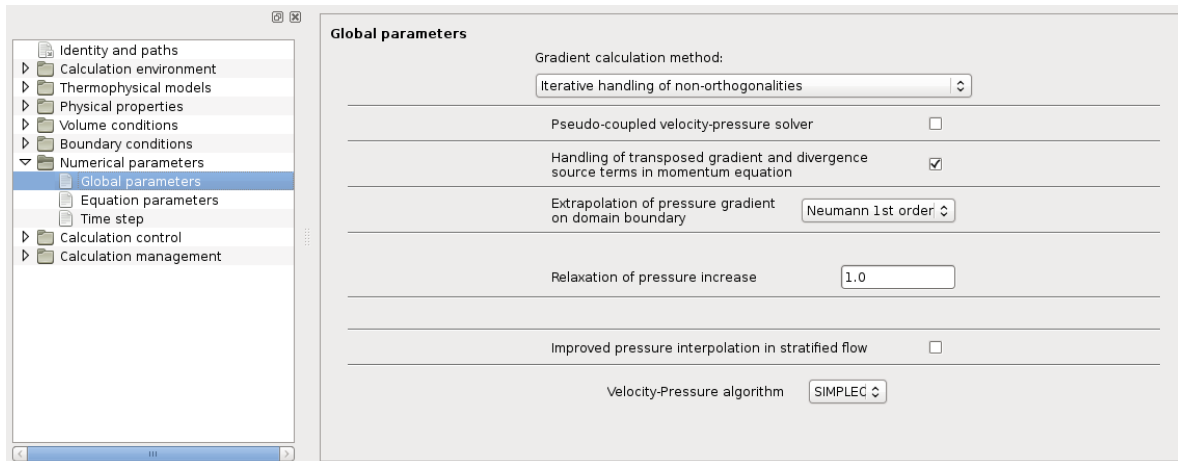 Identity and paths
Calculation environment
Thermophysical models
Physical properties
Volume conditions
Boundary conditions
Numerical parameters
Global parameters
Equation parameters
Time step
Calculation control
Calculation management
Global parameters
Gradient calculation method:
Iterative handling of non-orthogonalities
Pseudo-coupled velocity-pressure solver
Handling of transposed gradient and divergence
source terms in momentum equation
Extrapolation of pressure gradient
on domain boundary
Neumann 1st order
Relaxation of pressure increase
1.0
Improved pressure interpolation in stratified flow
Velocity-Pressure algorithm
SIMPLEC